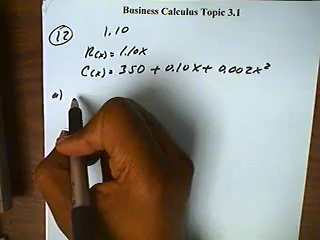 Business Calculus Topic 3.1
12 1.10
R(x) = 1.10x
C(x) = 350 + 0.10x + 0.002x²
a)